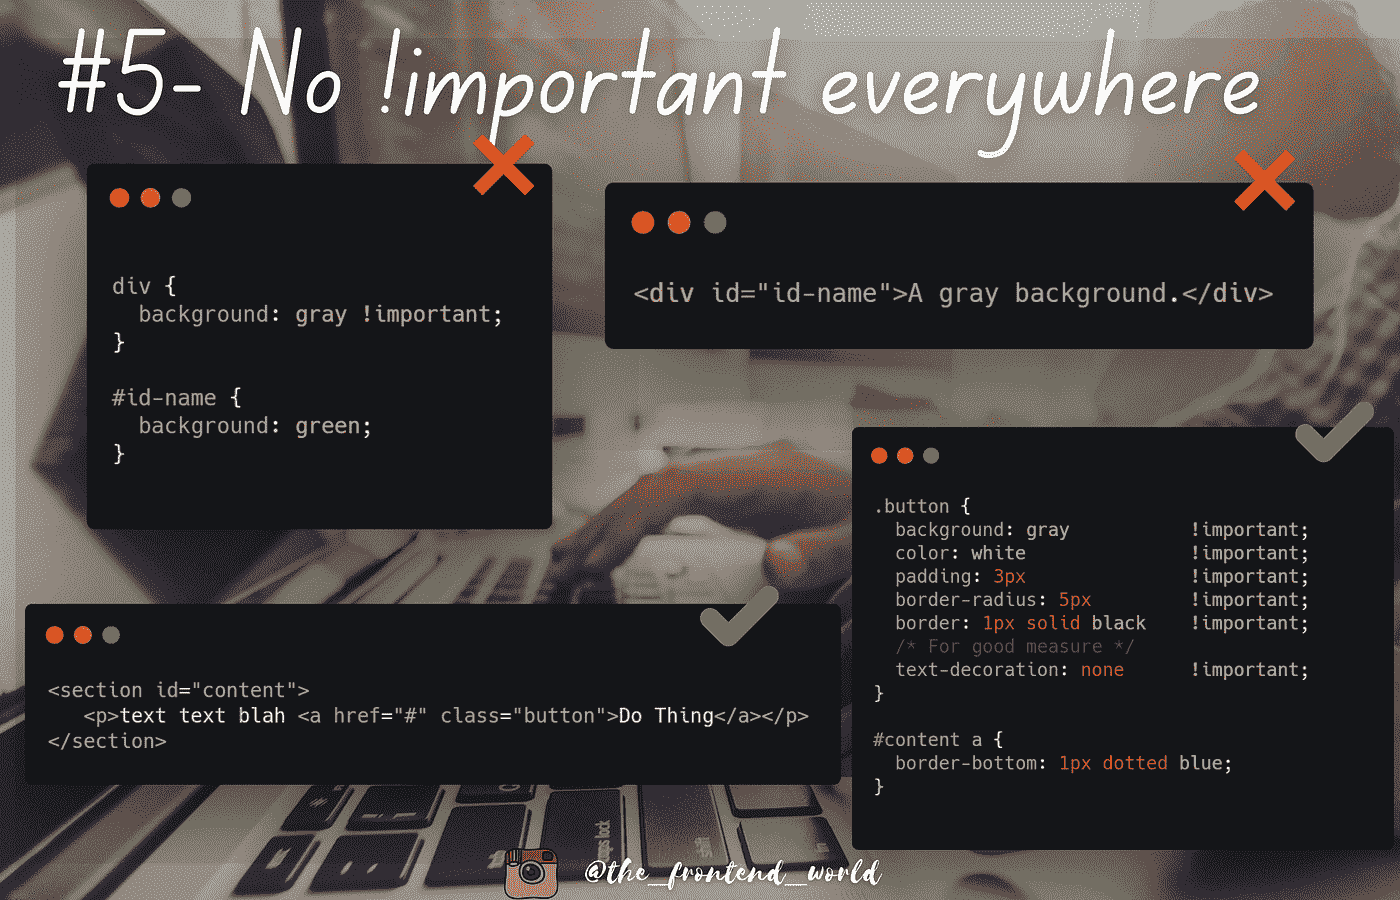 #5- No !important everywhere
div {
  background: gray !important;
}
#id-name {
  background: green;
}
<div id="id-name">A gray background.</div>
.button {
  background: gray !important;
  color: white !important;
  padding: 3px !important;
  border-radius: 5px !important;
  border: 1px solid black !important;
  /* For good measure */
  text-decoration: none !important;
}
#content a {
  border-bottom: 1px dotted blue;
}
<section id="content">
   <p>text text blah <a href="#" class="button">Do Thing</a></p>
</section>
shift
@the_frontend_world